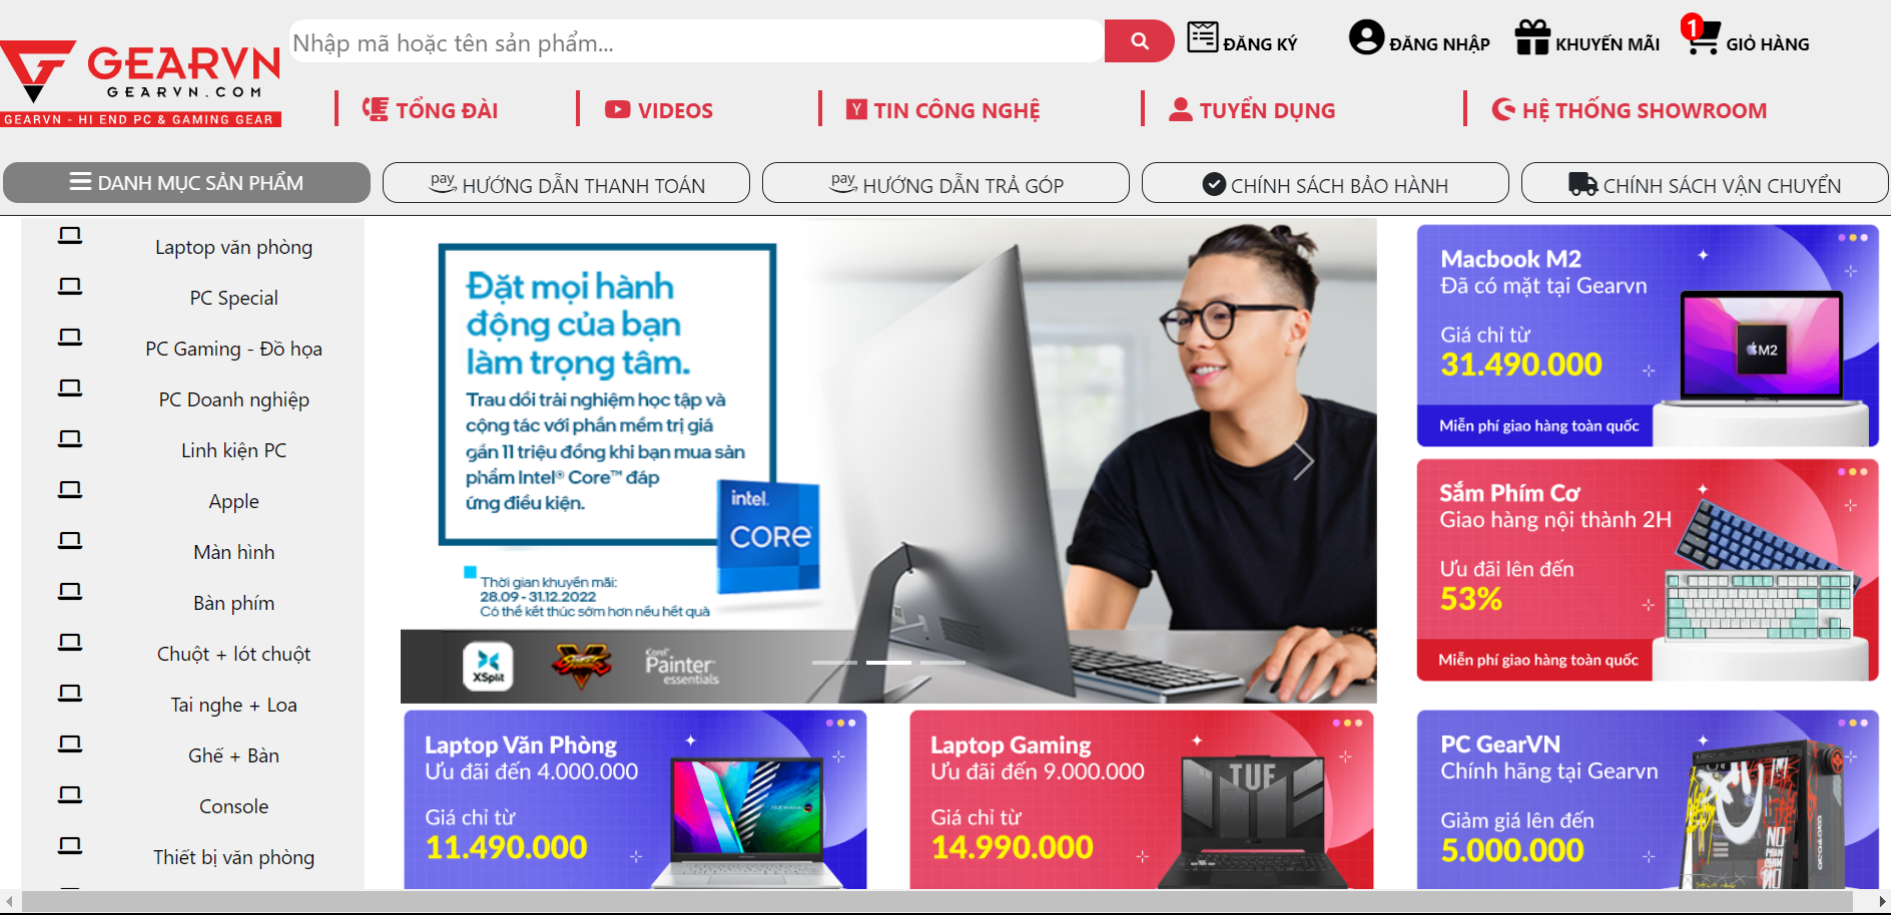 GEARVN
GEARVN.COM
GEARVN - HI END PC & GAMING GEAR
Nhập mã hoặc tên sản phẩm...
ĐĂNG KÝ
ĐĂNG NHẬP
KHUYẾN MÃI
1
GIỎ HÀNG
TỔNG ĐÀI
VIDEOS
TIN CÔNG NGHỆ
TUYỂN DỤNG
HỆ THỐNG SHOWROOM
DANH MỤC SẢN PHẨM
pay HƯỚNG DẪN THANH TOÁN
pay HƯỚNG DẪN TRẢ GÓP
CHÍNH SÁCH BẢO HÀNH
CHÍNH SÁCH VẬN CHUYỂN
Laptop văn phòng
PC Special
PC Gaming - Đồ họa
PC Doanh nghiệp
Linh kiện PC
Apple
Màn hình
Bàn phím
Chuột + lót chuột
Tai nghe + Loa
Ghế + Bàn
Console
Thiết bị văn phòng
Đặt mọi hành
động của bạn
làm trọng tâm.
Trau dồi trải nghiệm học tập và
cộng tác với phần mềm trị giá
gần 11 triệu đồng khi bạn mua sản
phẩm Intel® Core™ đáp
ứng điều kiện.
intel.
CORE
Thời gian khuyến mãi:
28.09 - 31.12.2022
Có thể kết thúc sớm hơn nếu hết quà
XSplit
Corel
Painter
essentials
Macbook M2
Đã có mặt tại Gearvn
Giá chỉ từ
31.490.000
M2
Miễn phí giao hàng toàn quốc
Sắm Phím Cơ
Giao hàng nội thành 2H
Ưu đãi lên đến
53%
Miễn phí giao hàng toàn quốc
Laptop Văn Phòng
Ưu đãi đến 4.000.000
Giá chỉ từ
11.490.000
Laptop Gaming
Ưu đãi đến 9.000.000
Giá chỉ từ
14.990.000
TUF
PC GearVN
Chính hãng tại Gearvn
Giảm giá lên đến
5.000.000